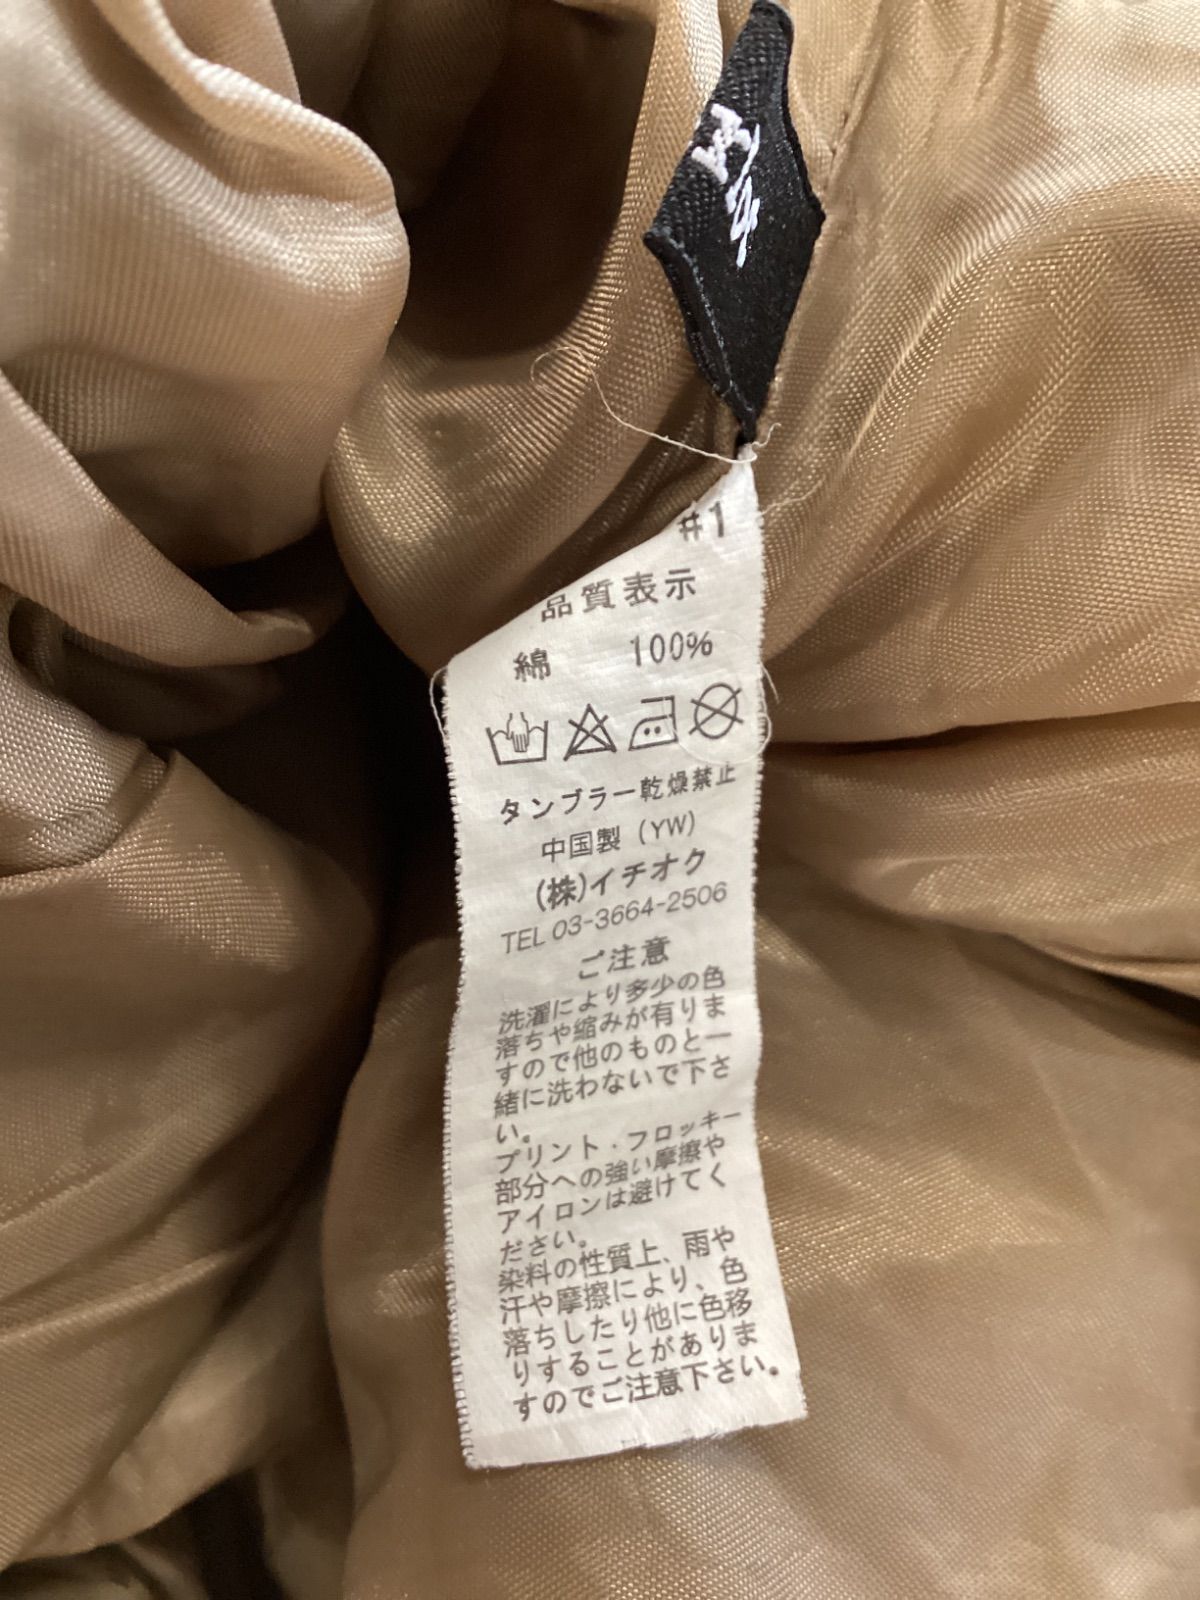 #1
品質表示
綿 100%
タンブラー乾燥禁止
中国製 (YW)
(株)イチオク
TEL 03-3664-2506
ご注意
洗濯により多少の色
落ちや縮みが有りま
すので他のものと一
緒に洗わないで下さ
い。
プリント・フロッキー
部分への強い摩擦や
アイロンは避けてく
ださい。
染料の性質上、雨や
汗や摩擦により、色
落ちしたり他に色移
りすることがありま
すのでご注意下さい。